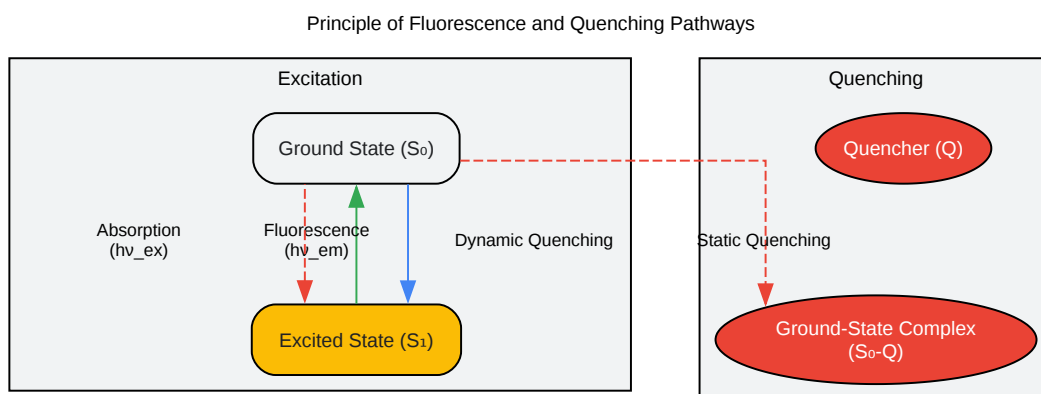 Principle of Fluorescence and Quenching Pathways
Excitation
Quenching
Ground State (S₀)
Quencher (Q)
Absorption
(hν_ex)
Fluorescence
(hν_em)
Dynamic Quenching
Static Quenching
Excited State (S₁)
Ground-State Complex
(S₀-Q)